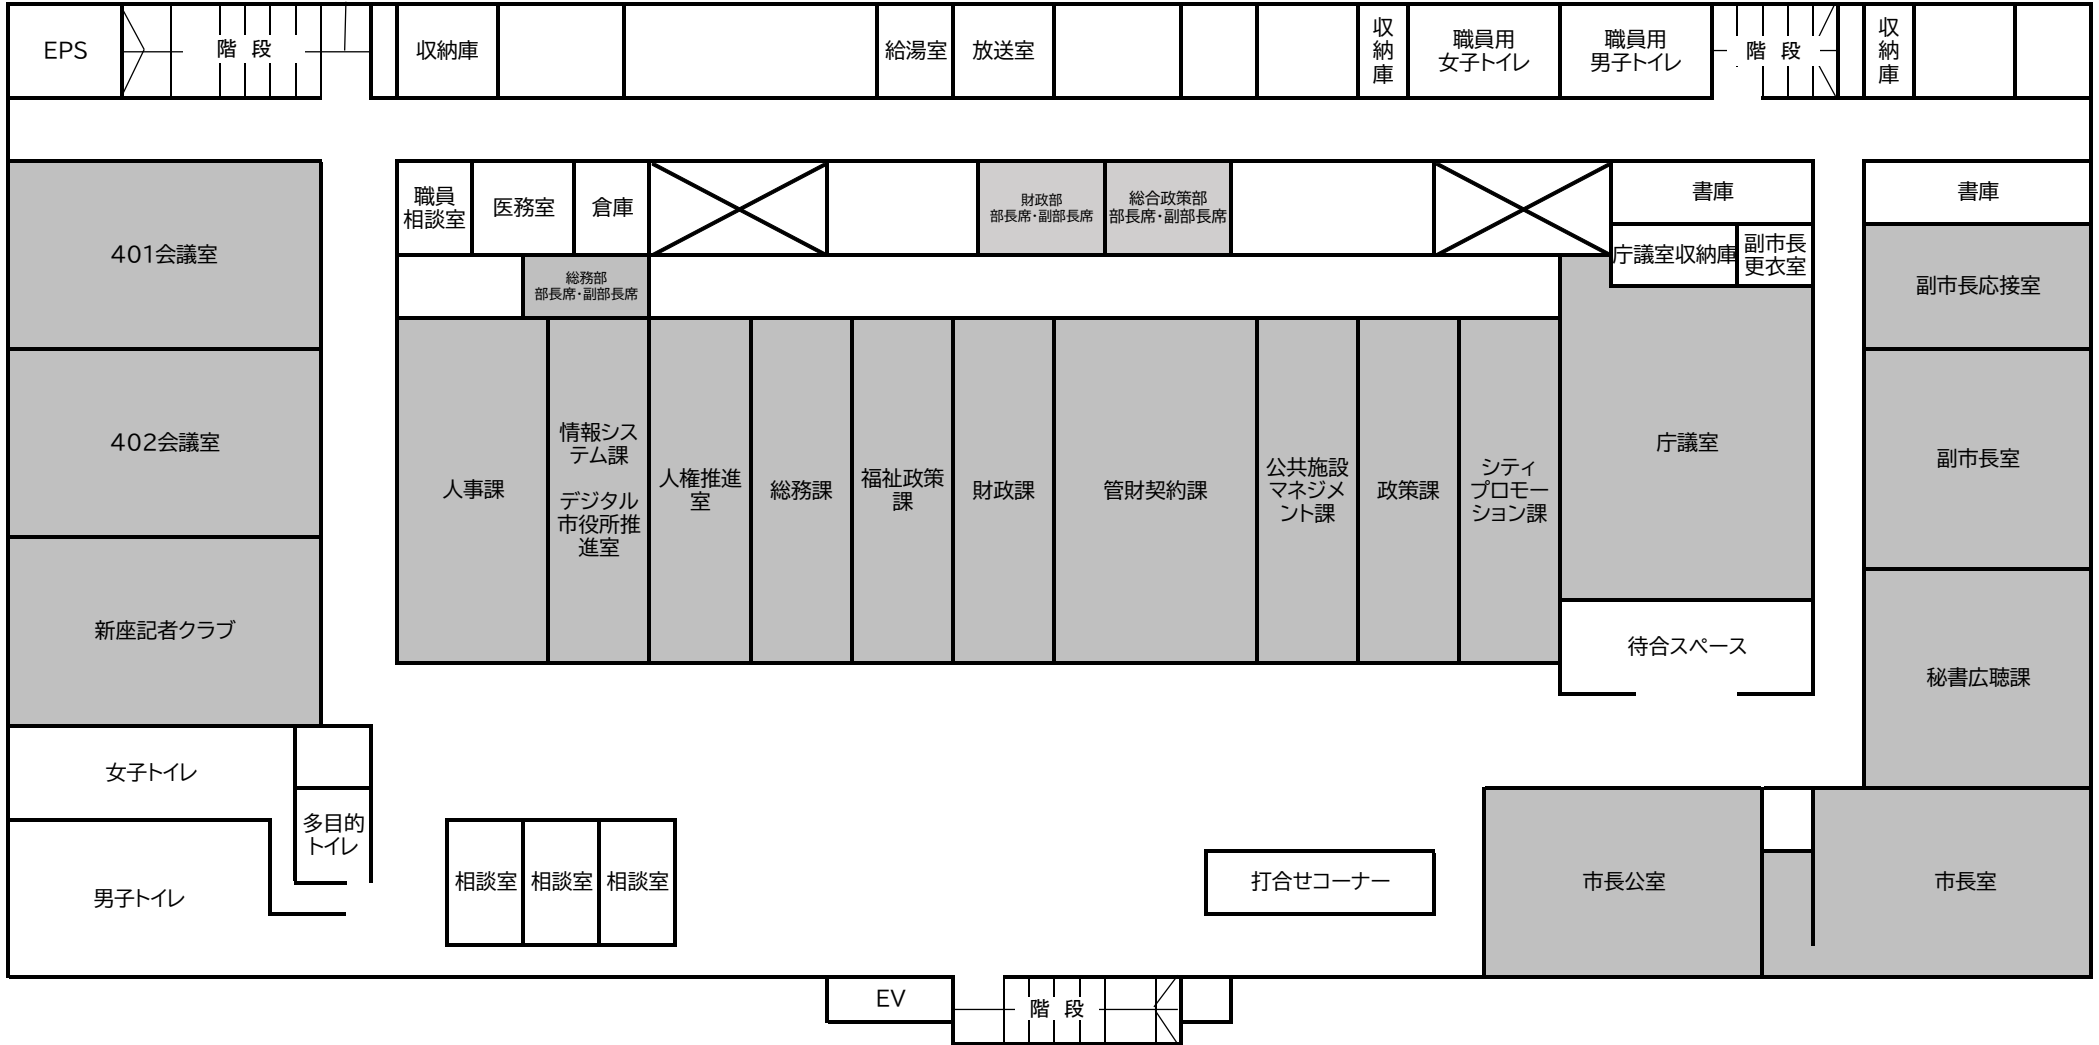 EPS
階 段
収納庫
給湯室
放送室
収
納
庫
職員用
女子トイレ
職員用
男子トイレ
階 段
収
納
庫
職員
相談室
医務室
倉庫
財政部
部長席・副部長席
総合政策部
部長席・副部長席
書庫
書庫
401会議室
総務部
部長席・副部長席
庁議室収納庫
副市長
更衣室
副市長応接室
402会議室
人事課
情報シス
テム課
デジタル
市役所推
進室
人権推進
室
総務課
福祉政策
課
財政課
管財契約課
公共施設
マネジメ
ント課
政策課
シティ
プロモー
ション課
庁議室
副市長室
新座記者クラブ
待合スペース
秘書広聴課
女子トイレ
多目的
トイレ
男子トイレ
相談室
相談室
相談室
打合せコーナー
市長公室
市長室
EV
階 段